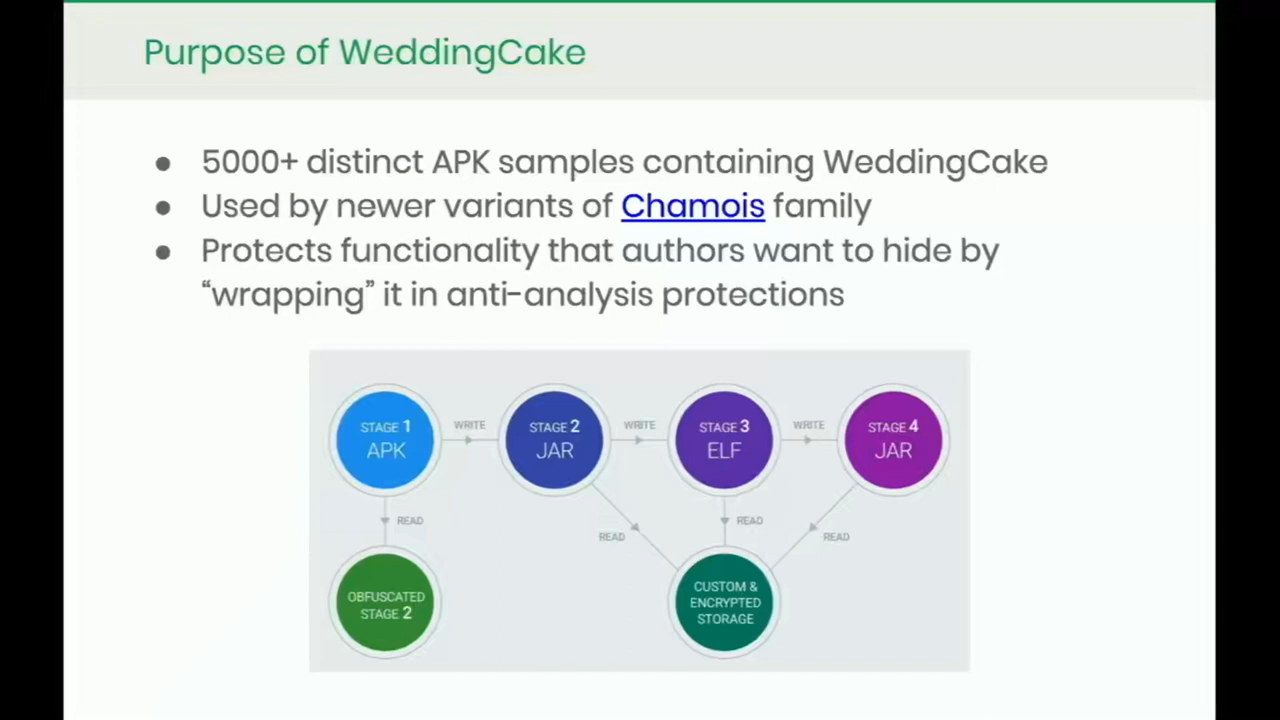 Purpose of WeddingCake
● 5000+ distinct APK samples containing WeddingCake
● Used by newer variants of Chamois family
● Protects functionality that authors want to hide by
“wrapping” it in anti-analysis protections
STAGE 1
APK
WRITE
STAGE 2
JAR
WRITE
STAGE 3
ELF
WRITE
STAGE 4
JAR
READ
READ
READ
READ
OBFUSCATED
STAGE 2
CUSTOM &
ENCRYPTED
STORAGE